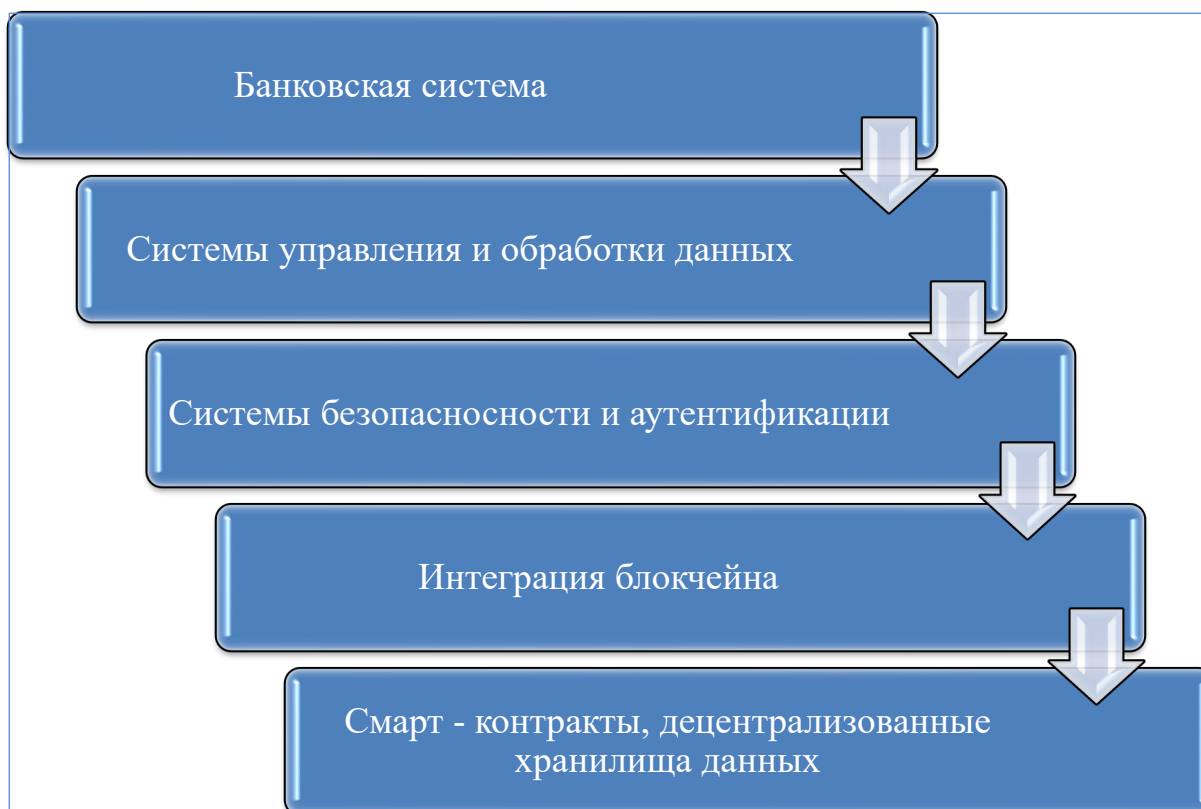 Банковская система
Системы управления и обработки данных
Системы безопасносности и аутентификации
Интеграция блокчейна
Смарт - контракты, децентрализованные
хранилища данных